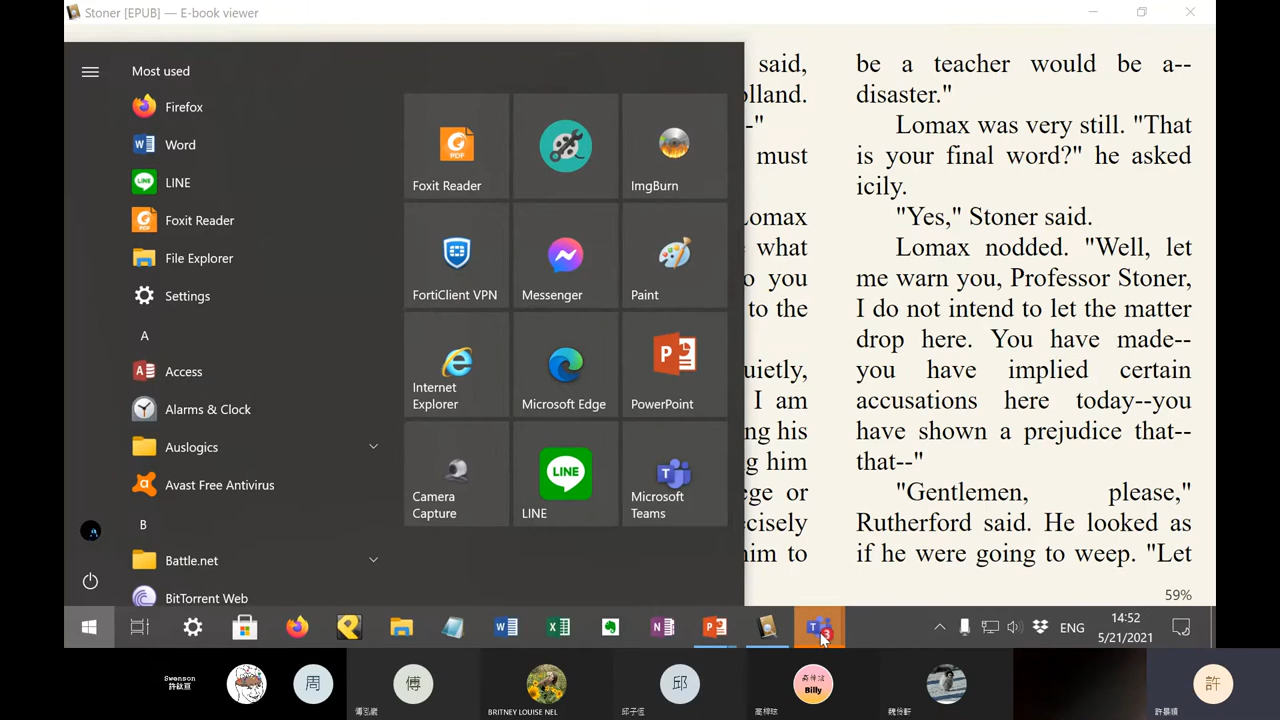 Stoner [EPUB] — E-book viewer
Most used
Firefox
Word
LINE
Foxit Reader
File Explorer
Settings
A
Access
Alarms & Clock
Auslogics
Avast Free Antivirus
B
Battle.net
BitTorrent Web
Foxit Reader
ImgBurn
FortiClient VPN
Messenger
Paint
Internet
Explorer
Microsoft Edge
PowerPoint
Camera
Capture
LINE
LINE
Microsoft
Teams
said,
olland.
--"
must
Lomax
what
you
to the
uietly,
I am
ng his
g him
ege or
cisely
him to
be a teacher would be a--
disaster."
Lomax was very still. "That
is your final word?" he asked
icily.
"Yes," Stoner said.
Lomax nodded. "Well, let
me warn you, Professor Stoner,
I do not intend to let the matter
drop here. You have made--
you have implied certain
accusations here today--you
have shown a prejudice that--
that--"
"Gentlemen, please,"
Rutherford said. He looked as
if he were going to weep. "Let
59%
ENG
14:52
5/21/2021
3
Swenson
周
傅
BRITNEY LOUISE NEL
邱
Billy
許